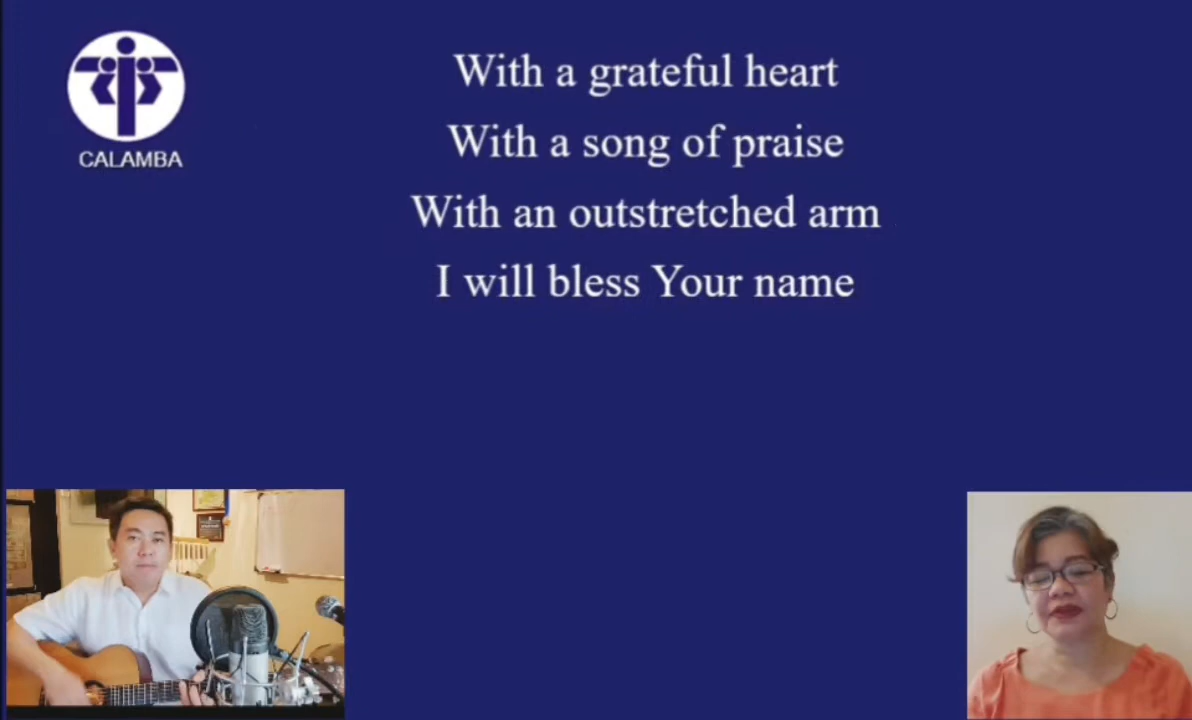 CALAMBA
With a grateful heart
With a song of praise
With an outstretched arm
I will bless Your name